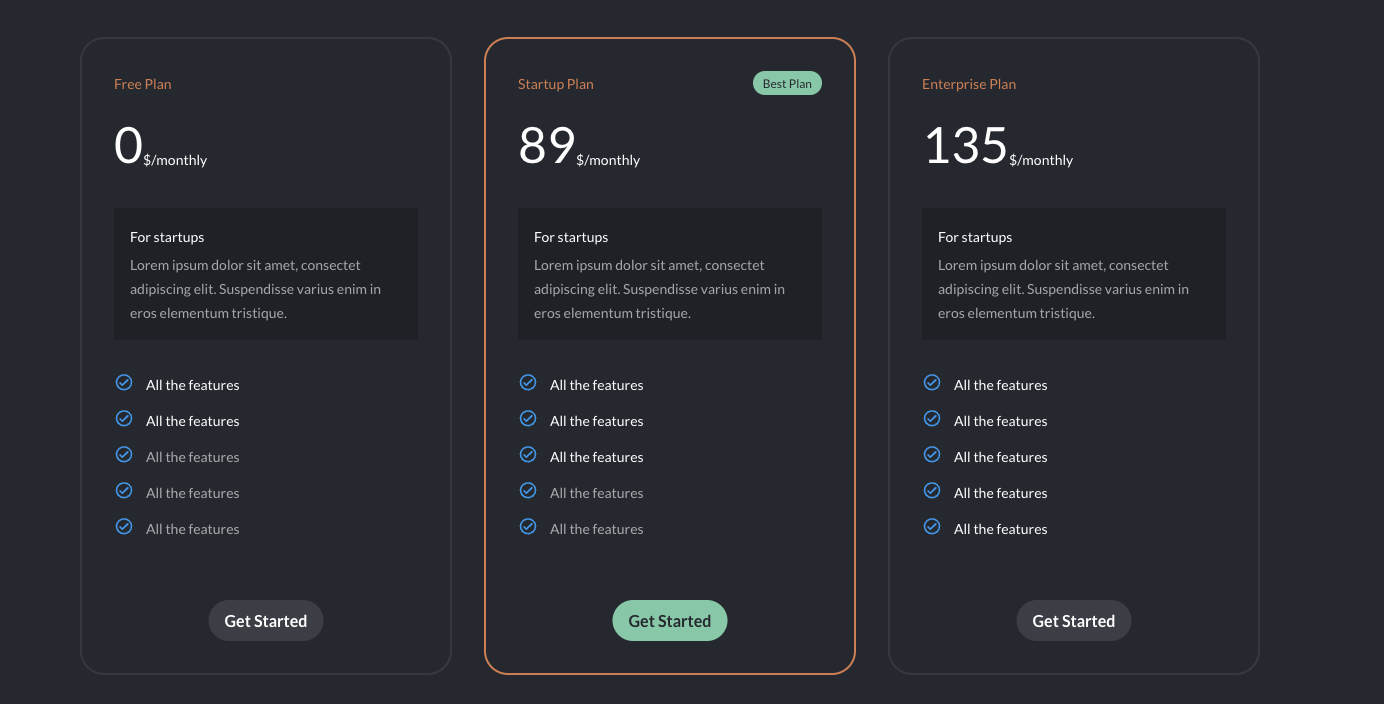 Free Plan
0$/monthly
For startups
Lorem ipsum dolor sit amet, consectet
adipiscing elit. Suspendisse varius enim in
eros elementum tristique.
All the features
All the features
All the features
All the features
All the features
Get Started
Startup Plan
Best Plan
89$/monthly
For startups
Lorem ipsum dolor sit amet, consectet
adipiscing elit. Suspendisse varius enim in
eros elementum tristique.
All the features
All the features
All the features
All the features
All the features
Get Started
Enterprise Plan
135$/monthly
For startups
Lorem ipsum dolor sit amet, consectet
adipiscing elit. Suspendisse varius enim in
eros elementum tristique.
All the features
All the features
All the features
All the features
All the features
Get Started